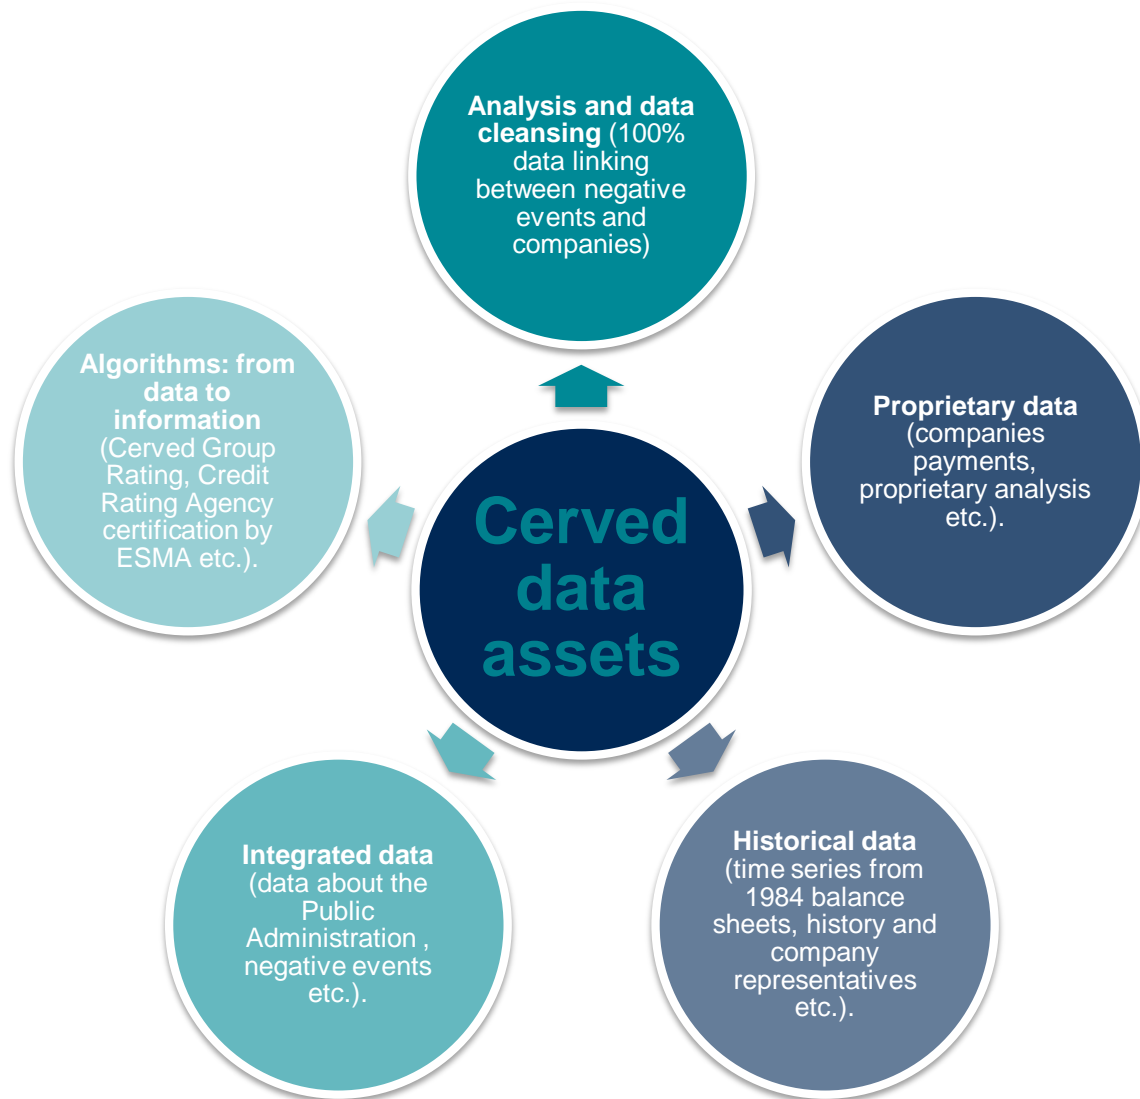 Analysis and data
cleansing (100%
data linking
between negative
events and
companies)
Algorithms: from
data to
information
(Cerved Group
Rating, Credit
Rating Agency
certification by
ESMA etc.).
Proprietary data
(companies
payments,
proprietary analysis
etc.).
Cerved
data
assets
Integrated data
(data about the
Public
Administration ,
negative events
etc.).
Historical data
(time series from
1984 balance
sheets, history and
company
representatives
etc.).